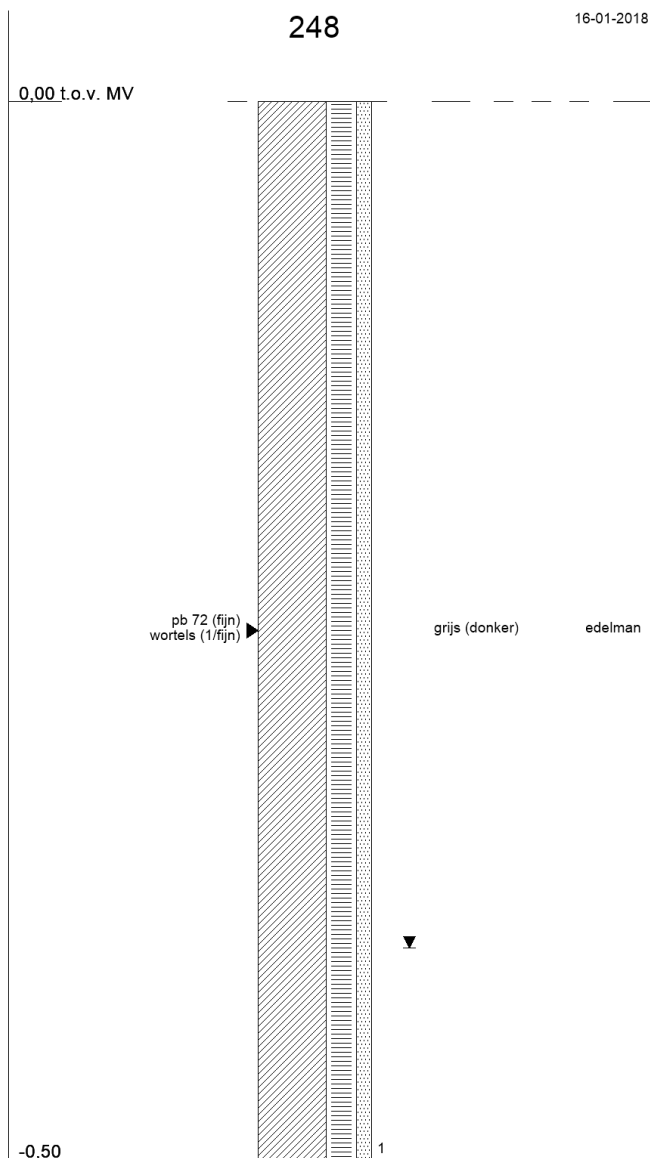 248
16-01-2018
0,00 t.o.v. MV
pb 72 (fijn)
wortels (1/fijn)
grijs (donker)
edelman
-0,50
1